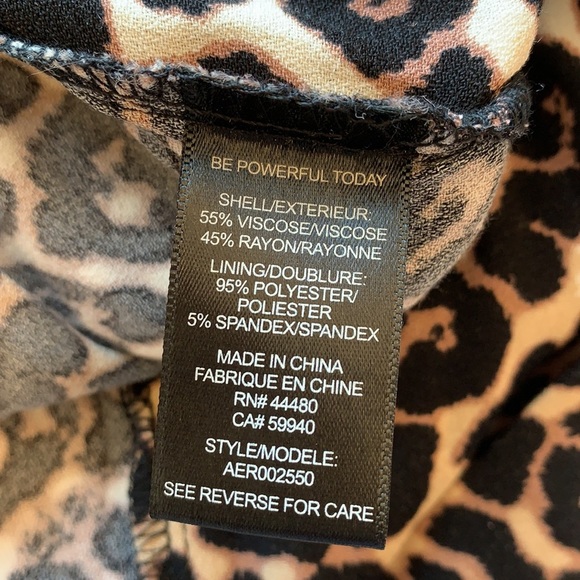 BE POWERFUL TODAY
SHELL/EXTERIEUR:
55% VISCOSE/VISCOSE
45% RAYON/RAYONNE
LINING/DOUBLURE:
95% POLYESTER/
POLIESTER
5% SPANDEX/SPANDEX
MADE IN CHINA
FABRIQUE EN CHINE
RN# 44480
CA# 59940
STYLE/MODELE:
AER002550
SEE REVERSE FOR CARE